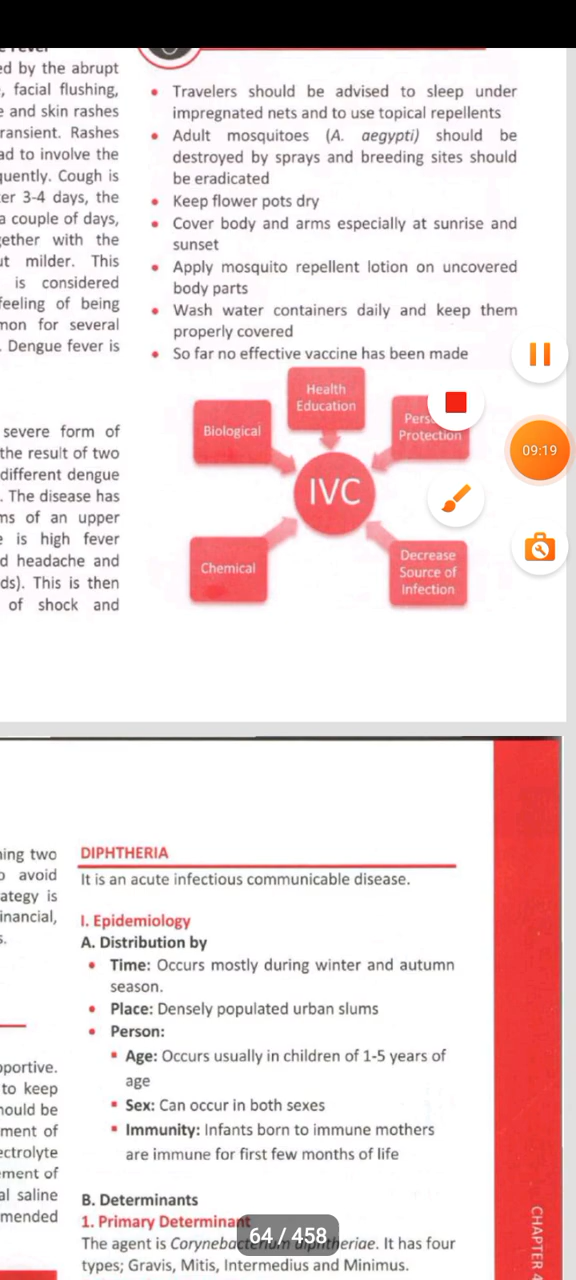 ed by the abrupt
, facial flushing,
e and skin rashes
ransient. Rashes
ad to involve the
quently. Cough is
er 3-4 days, the
a couple of days,
gether with the
ut milder. This
is considered
feeling of being
mon for several
. Dengue fever is
severe form of
the result of two
different dengue
. The disease has
ms of an upper
e is high fever
d headache and
ds). This is then
of shock and
• Travelers should be advised to sleep under
impregnated nets and to use topical repellents
• Adult mosquitoes (A. aegypti) should be
destroyed by sprays and breeding sites should
be eradicated
• Keep flower pots dry
• Cover body and arms especially at sunrise and
sunset
• Apply mosquito repellent lotion on uncovered
body parts
• Wash water containers daily and keep them
properly covered
• So far no effective vaccine has been made
Health
Education
Biological
Pers
Protection
IVC
Chemical
Decrease
Source of
Infection
09:19
ning two
o avoid
ategy is
inancial,
s.
pportive.
to keep
hould be
ment of
ectrolyte
ement of
al saline
mended
DIPHTHERIA
It is an acute infectious communicable disease.
I. Epidemiology
A. Distribution by
• Time: Occurs mostly during winter and autumn
season.
• Place: Densely populated urban slums
• Person:
▪ Age: Occurs usually in children of 1-5 years of
age
▪ Sex: Can occur in both sexes
▪ Immunity: Infants born to immune mothers
are immune for first few months of life
B. Determinants
1. Primary Determinant
64 / 458
The agent is Corynebacterium diphtheriae. It has four
types; Gravis, Mitis, Intermedius and Minimus.
CHAPTER 4